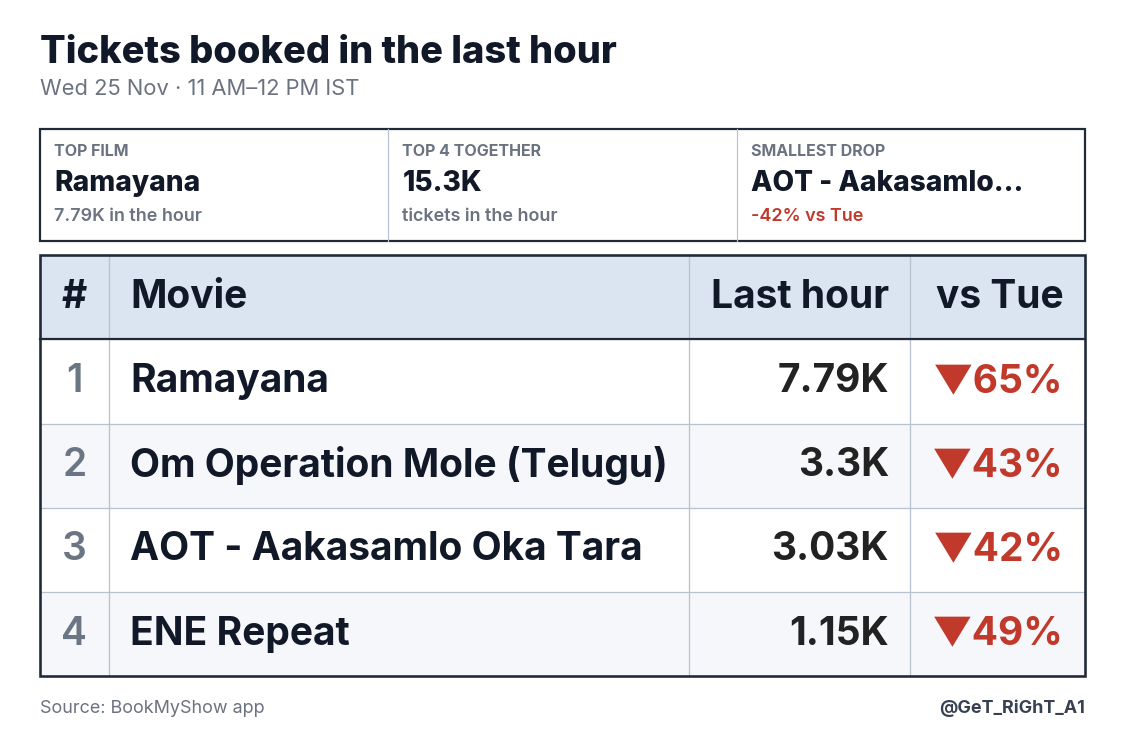 Tickets booked in the last hour
Wed 25 Nov · 11 AM–12 PM IST
TOP FILM
Ramayana
7.79K in the hour
TOP 4 TOGETHER
15.3K
tickets in the hour
SMALLEST DROP
AOT - Aakasamlo...
-42% vs Tue
# Movie Last hour vs Tue
1 Ramayana 7.79K ▼65%
2 Om Operation Mole (Telugu) 3.3K ▼43%
3 AOT - Aakasamlo Oka Tara 3.03K ▼42%
4 ENE Repeat 1.15K ▼49%
Source: BookMyShow app
@GeT_RiGhT_A1